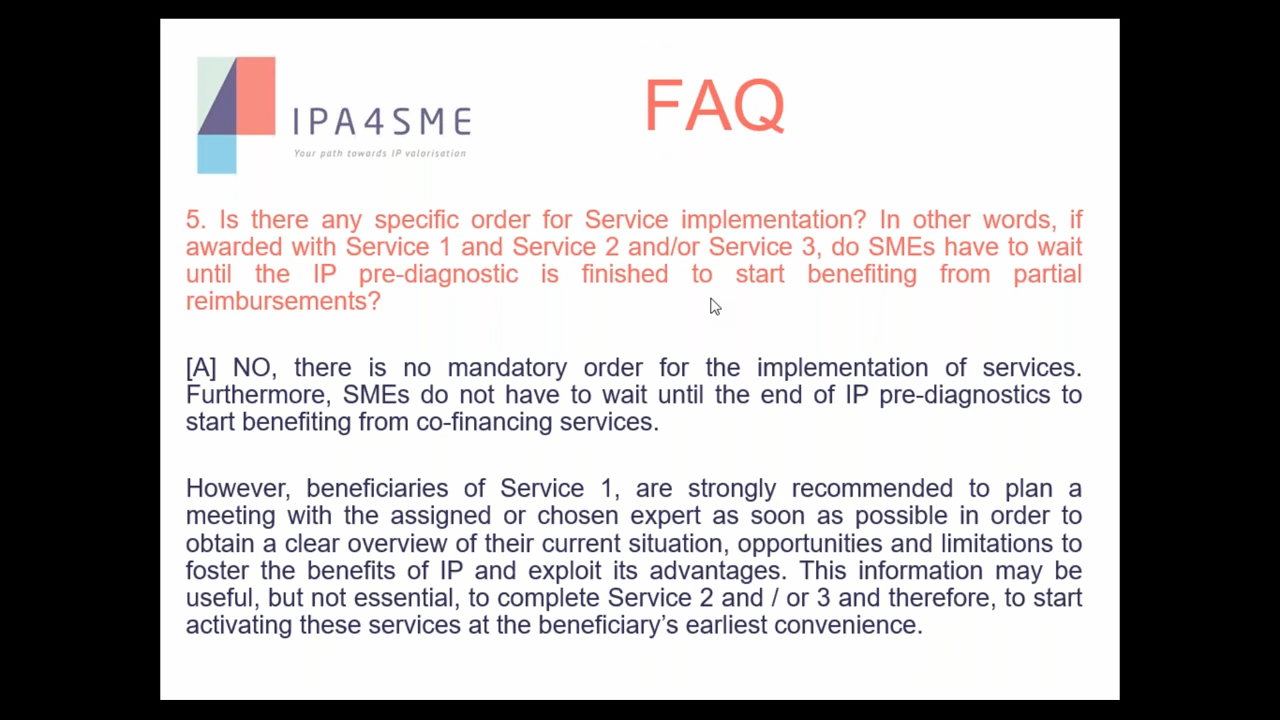 IPA4SME
Your path towards IP valorisation
FAQ
5. Is there any specific order for Service implementation? In other words, if
awarded with Service 1 and Service 2 and/or Service 3, do SMEs have to wait
until the IP pre-diagnostic is finished to start benefiting from partial
reimbursements?
[A] NO, there is no mandatory order for the implementation of services.
Furthermore, SMEs do not have to wait until the end of IP pre-diagnostics to
start benefiting from co-financing services.
However, beneficiaries of Service 1, are strongly recommended to plan a
meeting with the assigned or chosen expert as soon as possible in order to
obtain a clear overview of their current situation, opportunities and limitations to
foster the benefits of IP and exploit its advantages. This information may be
useful, but not essential, to complete Service 2 and / or 3 and therefore, to start
activating these services at the beneficiary’s earliest convenience.